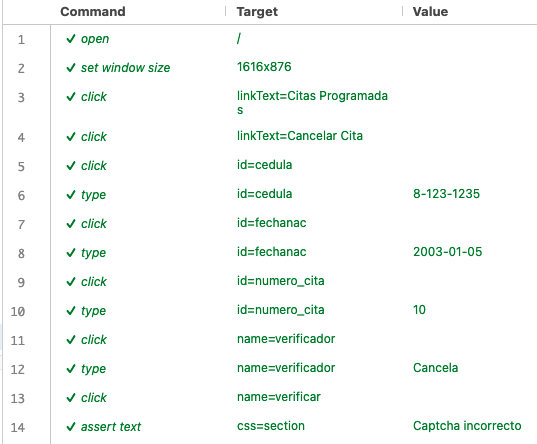 Command Target Value
1 ✓ open /
2 ✓ set window size 1616x876
3 ✓ click linkText=Citas Programada
s
4 ✓ click linkText=Cancelar Cita
5 ✓ click id=cedula
6 ✓ type id=cedula 8-123-1235
7 ✓ click id=fechanac
8 ✓ type id=fechanac 2003-01-05
9 ✓ click id=numero_cita
10 ✓ type id=numero_cita 10
11 ✓ click name=verificador
12 ✓ type name=verificador Cancela
13 ✓ click name=verificar
14 ✓ assert text css=section Captcha incorrecto